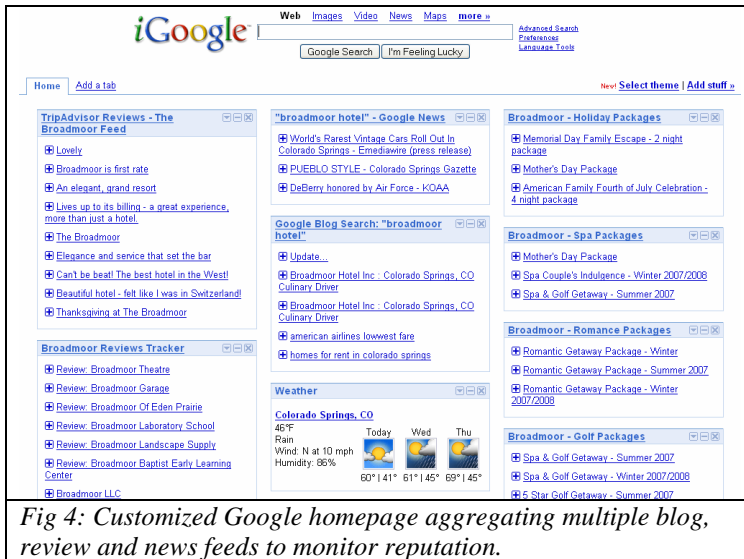 iGoogle
Web Images Video News Maps more »
Advanced Search
Preferences
Language Tools
Google Search I'm Feeling Lucky
Home Add a tab
New! Select theme | Add stuff »
TripAdvisor Reviews - The
Broadmoor Feed
Lovely
Broadmoor is first rate
An elegant, grand resort
Lives up to its billing - a great experience,
more than just a hotel.
The Broadmoor
Elegance and service that set the bar
Can't be beat! The best hotel in the West!
Beautiful hotel - felt like I was in Switzerland!
Thanksgiving at The Broadmoor
Broadmoor Reviews Tracker
Review: Broadmoor Theatre
Review: Broadmoor Garage
Review: Broadmoor Of Eden Prairie
Review: Broadmoor Laboratory School
Review: Broadmoor Landscape Supply
Review: Broadmoor Baptist Early Learning
Center
Broadmoor LLC
"broadmoor hotel" - Google News
World's Rarest Vintage Cars Roll Out In
Colorado Springs - Emediawire (press release)
PUEBLO STYLE - Colorado Springs Gazette
DeBerry honored by Air Force - KOAA
Google Blog Search: "broadmoor
hotel"
Update...
Broadmoor Hotel Inc : Colorado Springs, CO
Culinary Driver
Broadmoor Hotel Inc : Colorado Springs, CO
Culinary Driver
american airlines lowwest fare
homes for rent in colorado springs
Weather
Colorado Springs, CO
46°F
Rain
Wind: N at 10 mph
Humidity: 86%
Today Wed Thu
60° | 41° 61° | 45° 69° | 45°
Broadmoor - Holiday Packages
Memorial Day Family Escape - 2 night
package
Mother's Day Package
American Family Fourth of July Celebration -
4 night package
Broadmoor - Spa Packages
Mother's Day Package
Spa Couple's Indulgence - Winter 2007/2008
Spa & Golf Getaway - Summer 2007
Broadmoor - Romance Packages
Romantic Getaway Package - Winter
Romantic Getaway Package - Summer 2007
Romantic Getaway Package - Winter
2007/2008
Broadmoor - Golf Packages
Spa & Golf Getaway - Summer 2007
Spa & Golf Getaway - Winter 2007/2008
5 Star Golf Getaway - Summer 2007
Fig 4: Customized Google homepage aggregating multiple blog,
review and news feeds to monitor reputation.